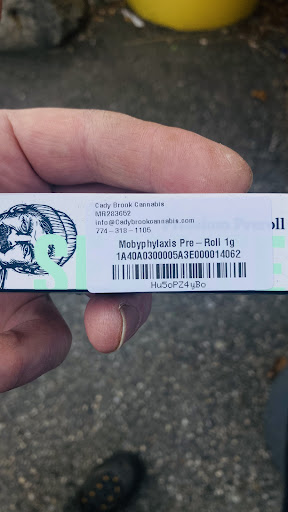 Cady Brook Cannabis
MR283652
info@Cadybrookcannabis.com
774-318-1105
Mobyphylaxis Pre-Roll 1g
1A40A0300005A3E000014062
Hu5oPZ4yBo